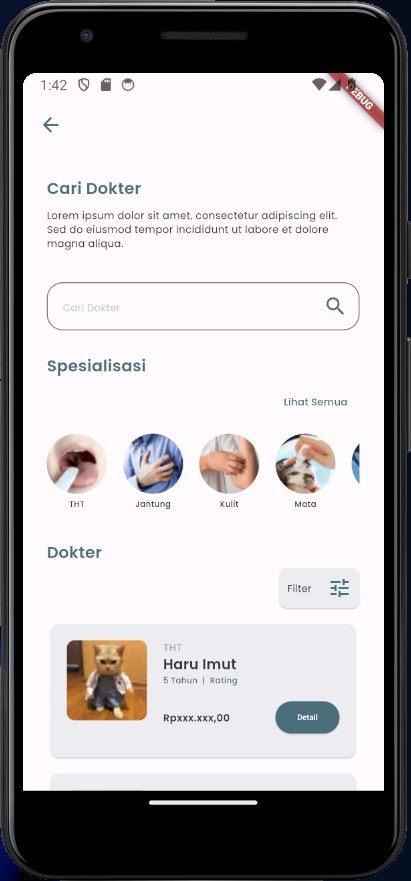 1:42
DEBUG
Cari Dokter
Lorem ipsum dolor sit amet, consectetur adipiscing elit.
Sed do eiusmod tempor incididunt ut labore et dolore
magna aliqua.
Cari Dokter
Spesialisasi
Lihat Semua
THT
Jantung
Kulit
Mata
Dokter
Filter
THT
Haru Imut
5 Tahun | Rating
Rpxxx.xxx,00
Detail